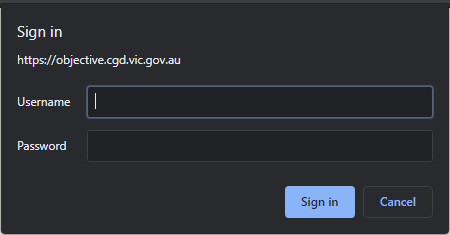 Sign in
https://objective.cgd.vic.gov.au
Username
Password
Sign in
Cancel